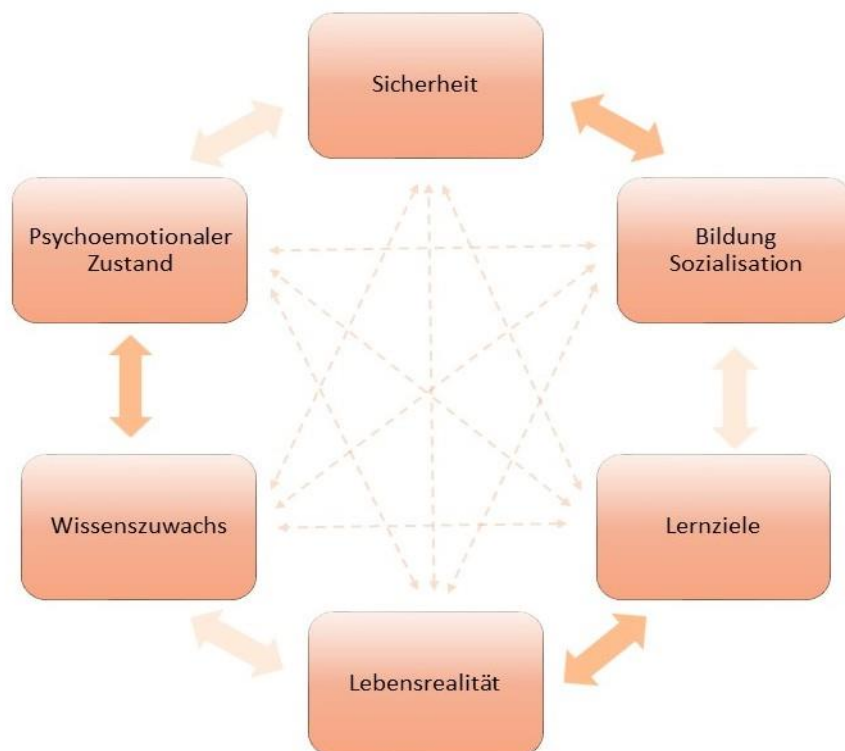 Sicherheit
Psychoemotionaler
Zustand
Bildung
Sozialisation
Wissenszuwachs
Lernziele
Lebensrealität